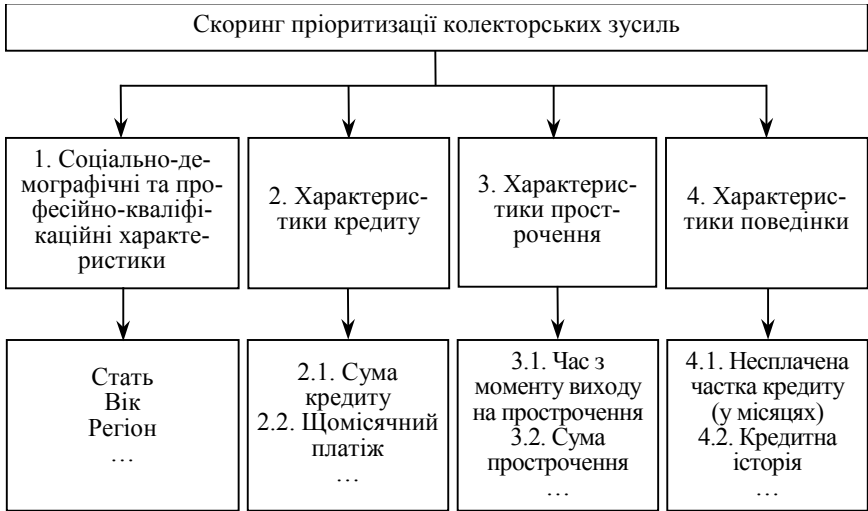 Скоринг пріоритизації колекторських зусиль
1. Соціально-де-
мографічні та про-
фесійно-кваліфі-
каційні характе-
ристики
2. Характерис-
тики кредиту
3. Характерис-
тики прост-
рочення
4. Характерис-
тики поведінки
Стать
Вік
Регіон
…
2.1. Сума
кредиту
2.2. Щомісячний
платіж
…
3.1. Час з
моменту виходу
на прострочення
3.2. Сума
прострочення
…
4.1. Несплачена
частка кредиту
(у місяцях)
4.2. Кредитна
історія
…